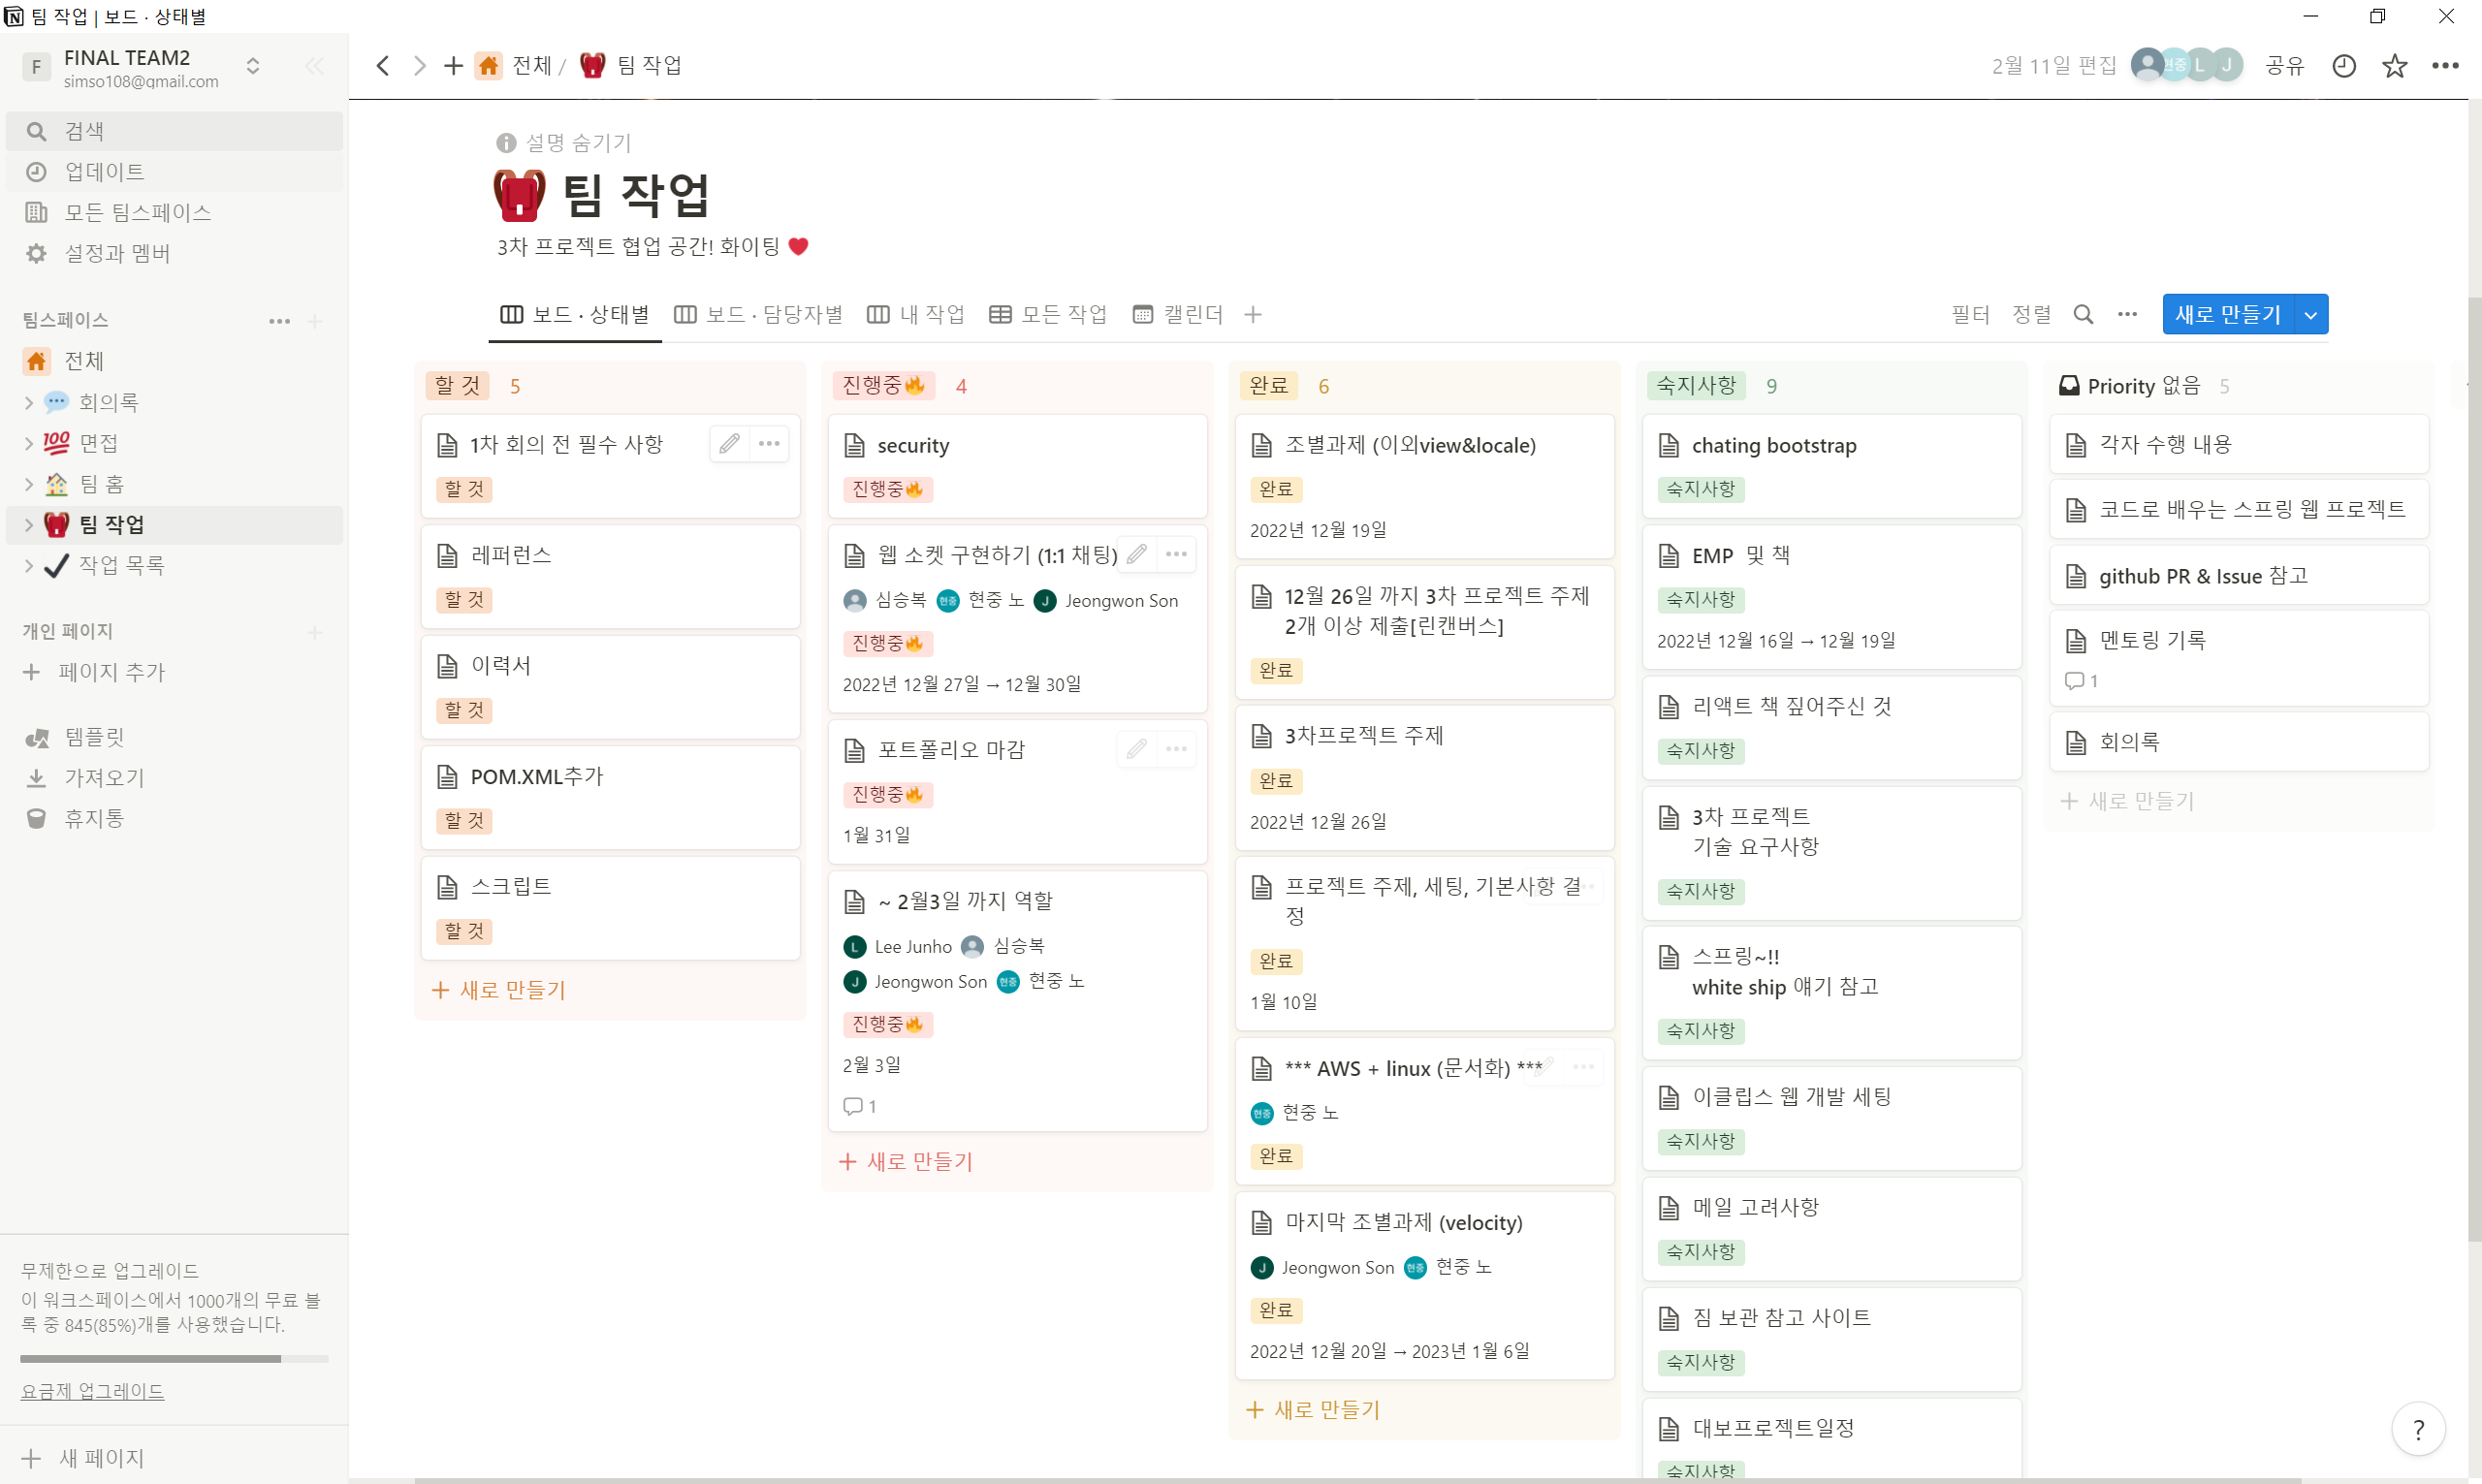 팀 작업 | 보드 · 상태별
F
FINAL TEAM2
simso108@gmail.com
검색
업데이트
모든 팀스페이스
설정과 멤버
팀스페이스
전체
회의록
면접
팀 홈
팀 작업
작업 목록
개인 페이지
페이지 추가
템플릿
가져오기
휴지통
무제한으로 업그레이드
이 워크스페이스에서 1000개의 무료 블
록 중 845(85%)개를 사용했습니다.
요금제 업그레이드
새 페이지
전체 / 팀 작업
2월 11일 편집
현중 L J
공유
설명 숨기기
팀 작업
3차 프로젝트 협업 공간! 화이팅
보드 · 상태별
보드 · 담당자별
내 작업
모든 작업
캘린더
필터
정렬
새로 만들기
할 것 5
1차 회의 전 필수 사항
할 것
레퍼런스
할 것
이력서
할 것
POM.XML추가
할 것
스크립트
할 것
새로 만들기
진행중 4
security
진행중
웹 소켓 구현하기 (1:1 채팅)
심승복 현중 현중 노 J Jeongwon Son
진행중
2022년 12월 27일 → 12월 30일
포트폴리오 마감
진행중
1월 31일
~ 2월3일 까지 역할
L Lee Junho 심승복
J Jeongwon Son 현중 현중 노
진행중
2월 3일
1
새로 만들기
완료 6
조별과제 (이외view&locale)
완료
2022년 12월 19일
12월 26일 까지 3차 프로젝트 주제
2개 이상 제출[린캔버스]
완료
3차프로젝트 주제
완료
2022년 12월 26일
프로젝트 주제, 세팅, 기본사항 결
정
완료
1월 10일
*** AWS + linux (문서화) ***
현중 현중 노
완료
마지막 조별과제 (velocity)
J Jeongwon Son 현중 현중 노
완료
2022년 12월 20일 → 2023년 1월 6일
새로 만들기
숙지사항 9
chating bootstrap
숙지사항
EMP 및 책
숙지사항
2022년 12월 16일 → 12월 19일
리액트 책 짚어주신 것
숙지사항
3차 프로젝트
기술 요구사항
숙지사항
스프링~!!
white ship 얘기 참고
숙지사항
이클립스 웹 개발 세팅
숙지사항
메일 고려사항
숙지사항
짐 보관 참고 사이트
숙지사항
대보프로젝트일정
숙지사항
Priority 없음 5
각자 수행 내용
코드로 배우는 스프링 웹 프로젝트
github PR & Issue 참고
멘토링 기록
1
회의록
새로 만들기
?